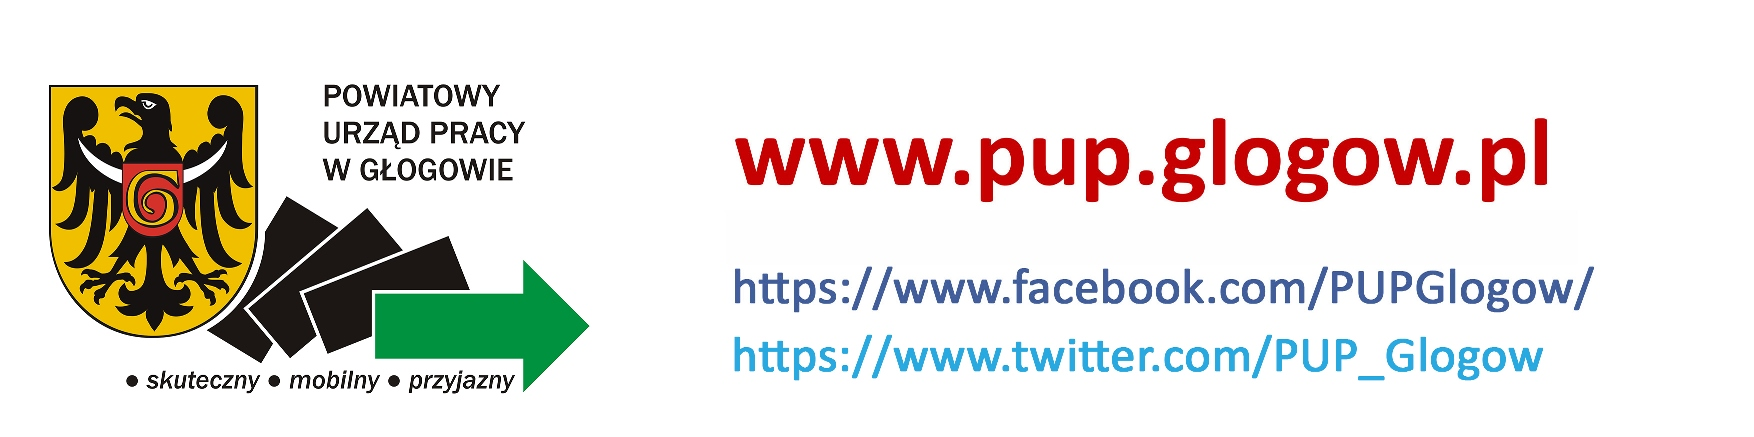 POWIATOWY
URZĄD PRACY
W GŁOGOWIE
G
• skuteczny • mobilny • przyjazny
www.pup.glogow.pl
https://www.facebook.com/PUPGlogow/
https://www.twitter.com/PUP_Glogow